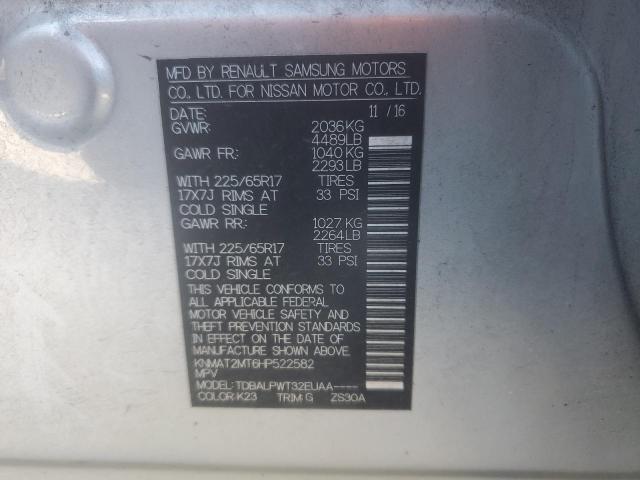 MFD BY RENAULT SAMSUNG MOTORS
CO., LTD. FOR NISSAN MOTOR CO., LTD.
DATE: 11 / 16
GVWR: 2036 KG
4489 LB
GAWR FR: 1040 KG
2293 LB
WITH 225/65R17 TIRES
17X7J RIMS AT 33 PSI
COLD SINGLE
GAWR RR: 1027 KG
2264 LB
WITH 225/65R17 TIRES
17X7J RIMS AT 33 PSI
COLD SINGLE
THIS VEHICLE CONFORMS TO
ALL APPLICABLE FEDERAL
MOTOR VEHICLE SAFETY AND
THEFT PREVENTION STANDARDS
IN EFFECT ON THE DATE OF
MANUFACTURE SHOWN ABOVE.
KNMAT2MT6HP522582
MPV
MODEL: TDBALPWT32EUAA----
COLOR: K23 TRIM: G ZS30A